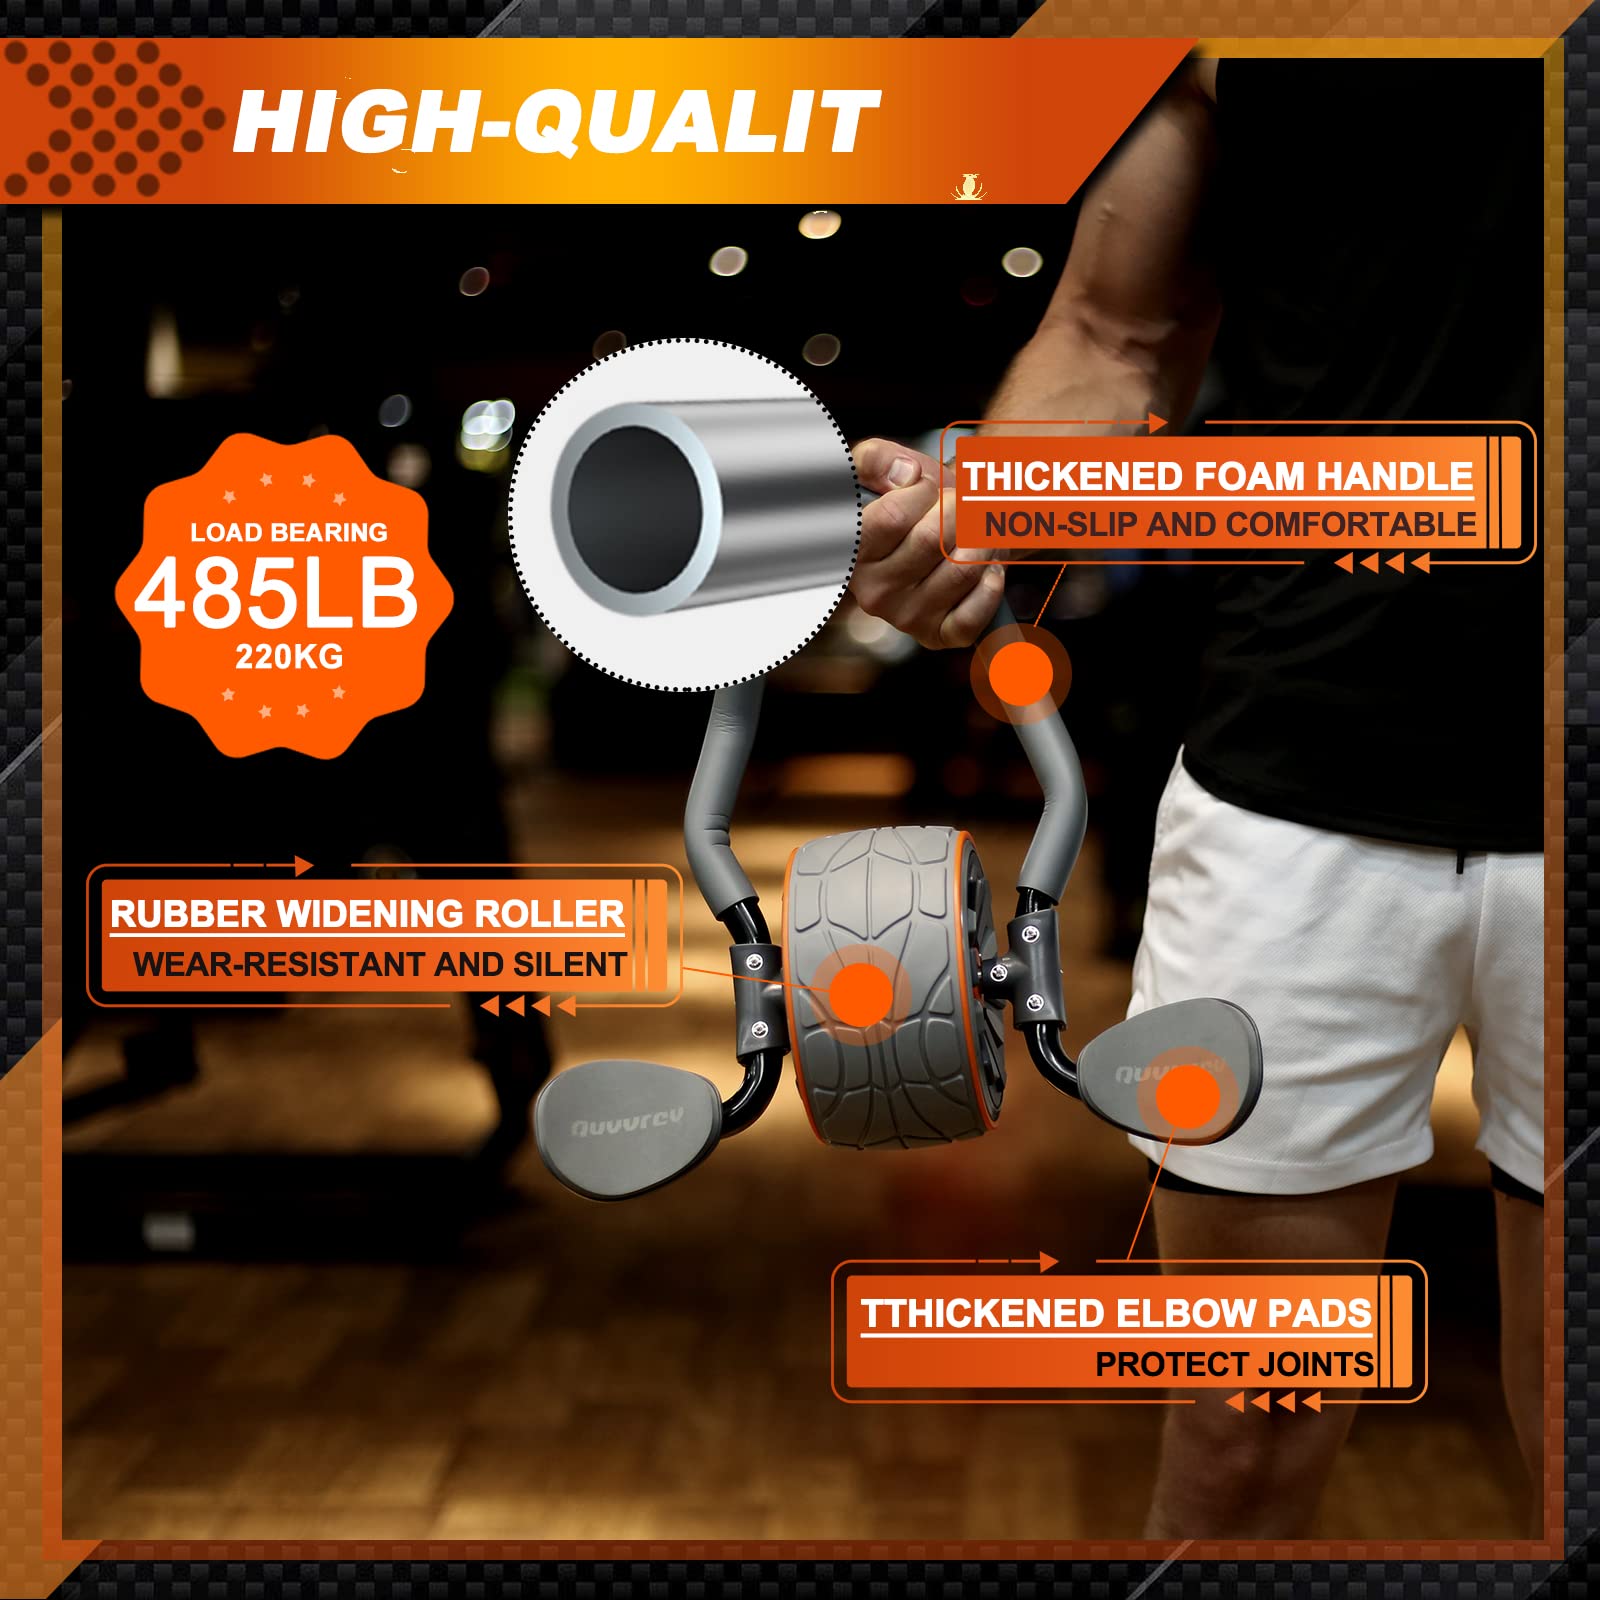 HIGH-QUALIT
LOAD BEARING
485LB
220KG
THICKENED FOAM HANDLE
NON-SLIP AND COMFORTABLE
RUBBER WIDENING ROLLER
WEAR-RESISTANT AND SILENT
Quuurev
TTHICKENED ELBOW PADS
PROTECT JOINTS